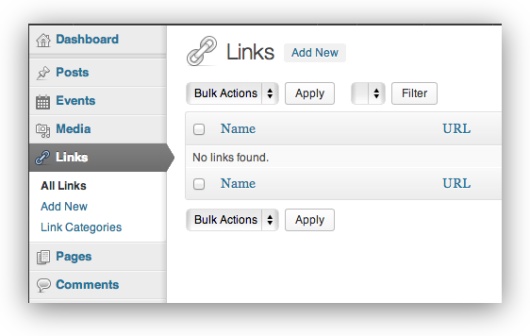 Dashboard
Posts
Events
Media
Links
All Links
Add New
Link Categories
Pages
Comments
Links Add New
Bulk Actions Apply Filter
Name URL
No links found.
Name URL
Bulk Actions Apply